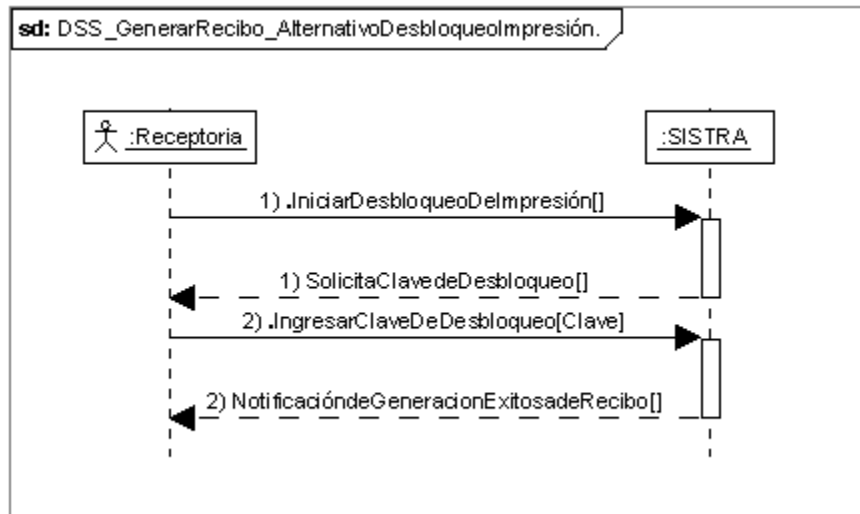 sd: DSS_GenerarRecibo_AlternativoDesbloqueoImpresión.
:Receptoria
:SISTRA
1) .IniciarDesbloqueoDeImpresión[]
1) SolicitaClavedeDesbloqueo[]
2) .IngresarClaveDeDesbloqueo[Clave]
2) NotificacióndeGeneracionExitosadeRecibo[]